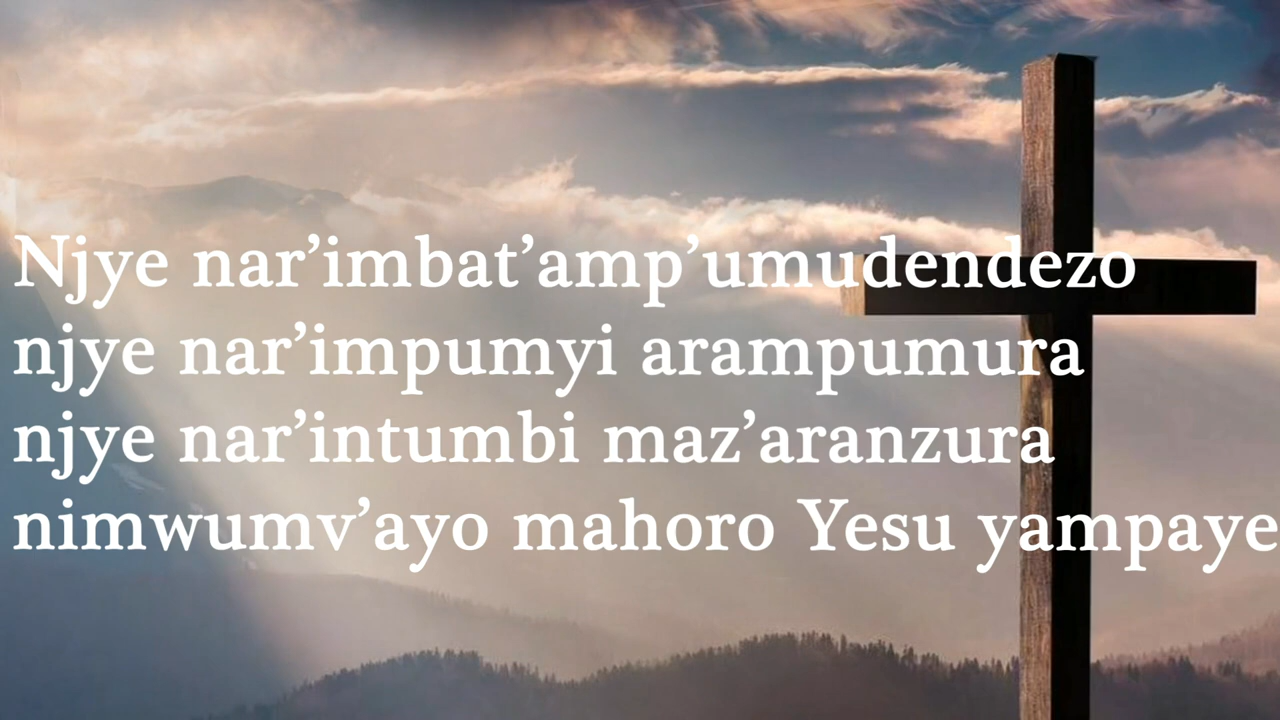 Njye nar’imbat’amp’umudendezo
njye nar’impumyi arampumura
njye nar’intumbi maz’aranzura
nimwumv’ayo mahoro Yesu yampaye